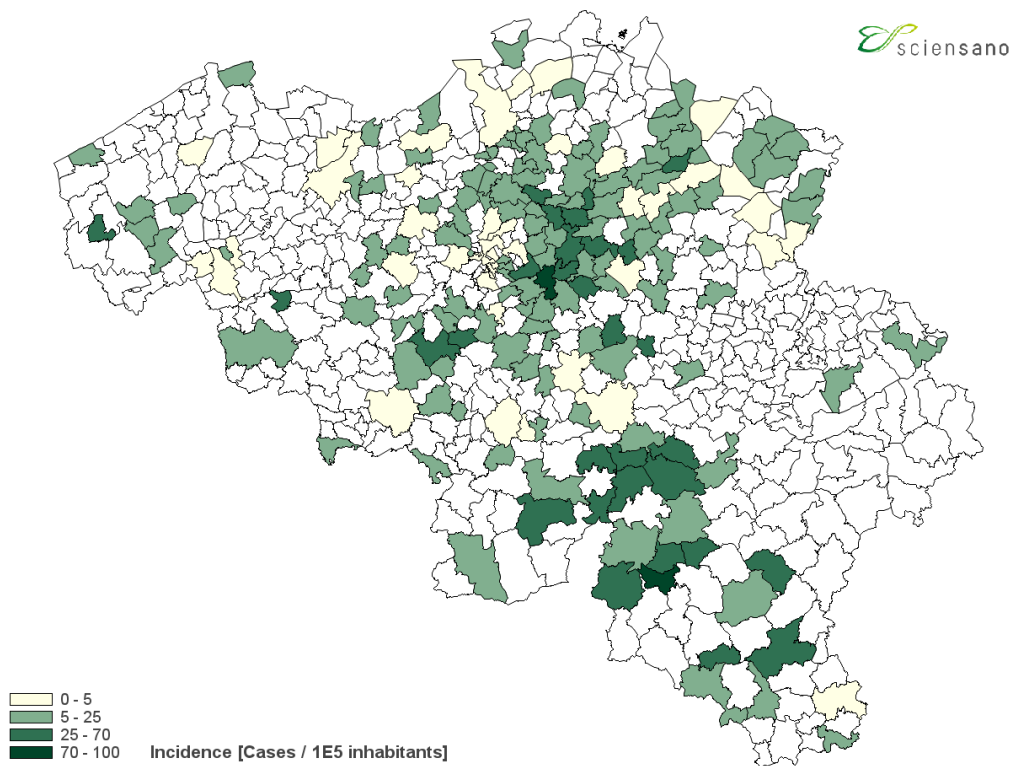 sciensano
0 - 5
5 - 25
25 - 70
70 - 100
Incidence [Cases / 1E5 inhabitants]